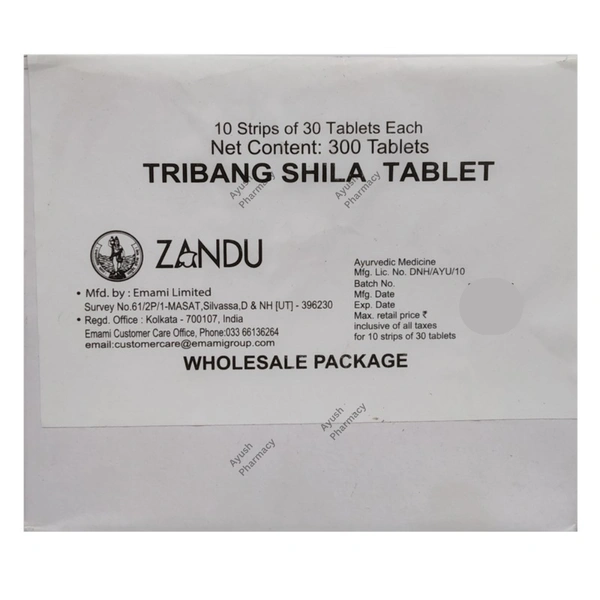 10 Strips of 30 Tablets Each
Net Content: 300 Tablets
TRIBANG SHILA TABLET
Ayush
Pharmacy
Ayush
Pharmacy
ZANDU
• Mfd. by : Emami Limited
Survey No.61/2P/1-MASAT,Silvassa,D & NH [UT] - 396230
• Regd. Office : Kolkata - 700107, India
Emami Customer Care Office, Phone:033 66136264
email:customercare@emamigroup.com
Ayurvedic Medicine
Mfg. Lic. No. DNH/AYU/10
Batch No.
Mfg. Date
Exp. Date
Max. retail price ₹
inclusive of all taxes
for 10 strips of 30 tablets
WHOLESALE PACKAGE
Ayush
Pharmacy
Ayush
Pharmacy